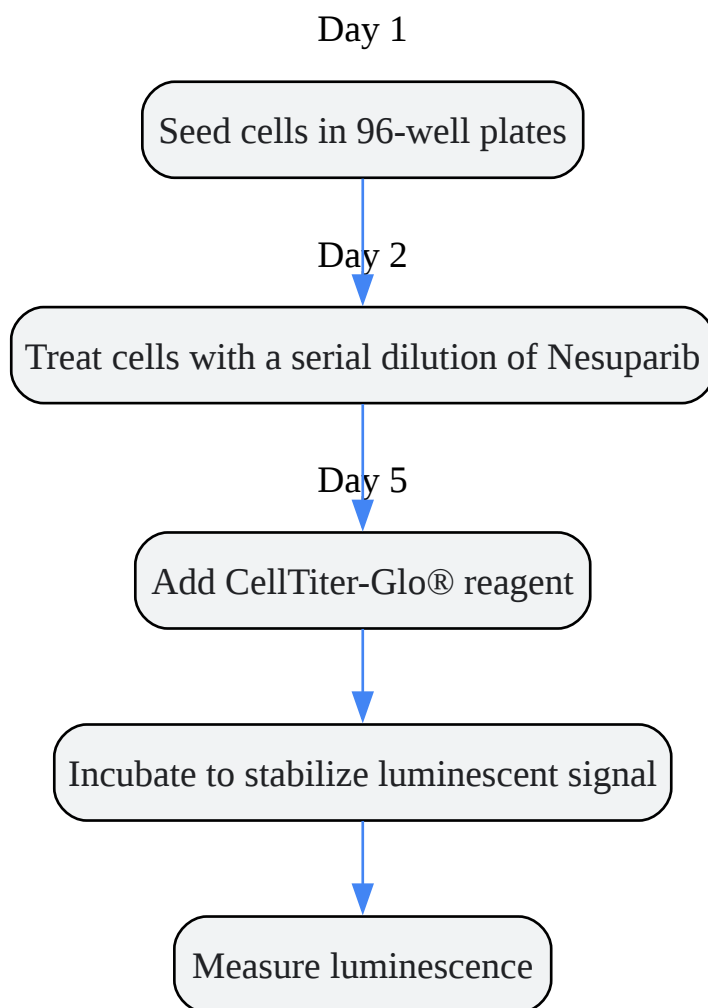 Day 1
Seed cells in 96-well plates
Day 2
Treat cells with a serial dilution of Nesuparib
Day 5
Add CellTiter-Glo® reagent
Incubate to stabilize luminescent signal
Measure luminescence